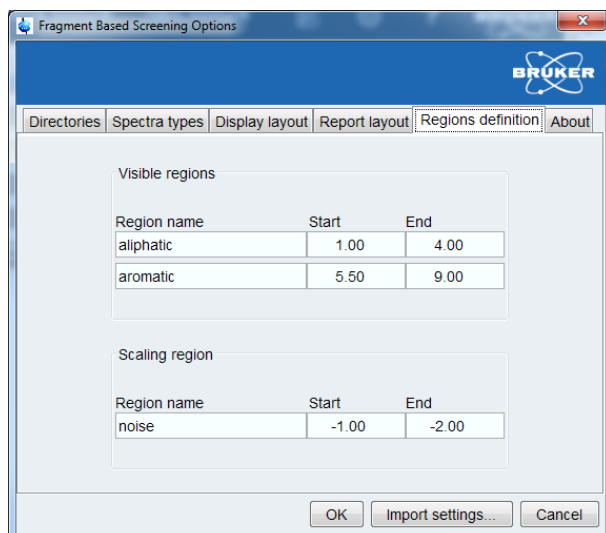 Fragment Based Screening Options
BRUKER
Directories Spectra types Display layout Report layout Regions definition About
Visible regions
Region name Start End
aliphatic 1.00 4.00
aromatic 5.50 9.00
Scaling region
Region name Start End
noise -1.00 -2.00
OK Import settings... Cancel